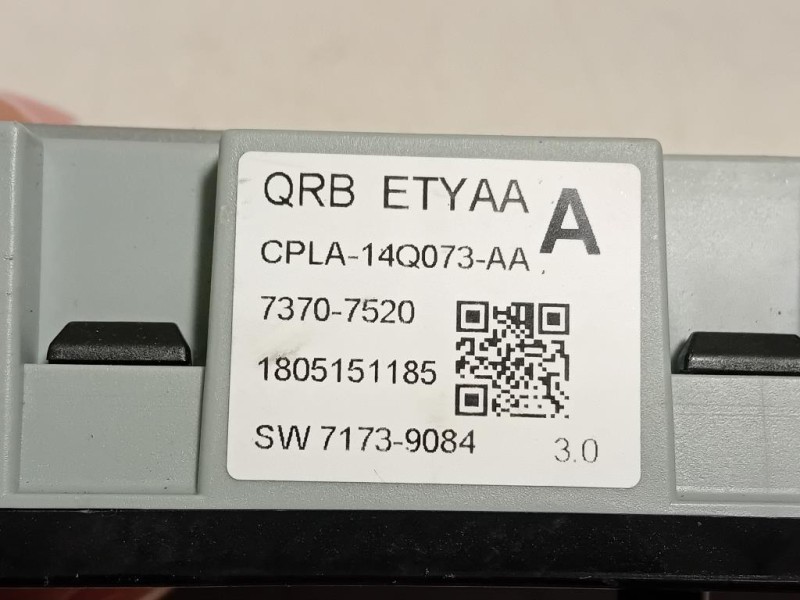 QRB ETYAA A
CPLA-14Q073-AA
7370-7520
1805151185
SW 7173-9084 3.0